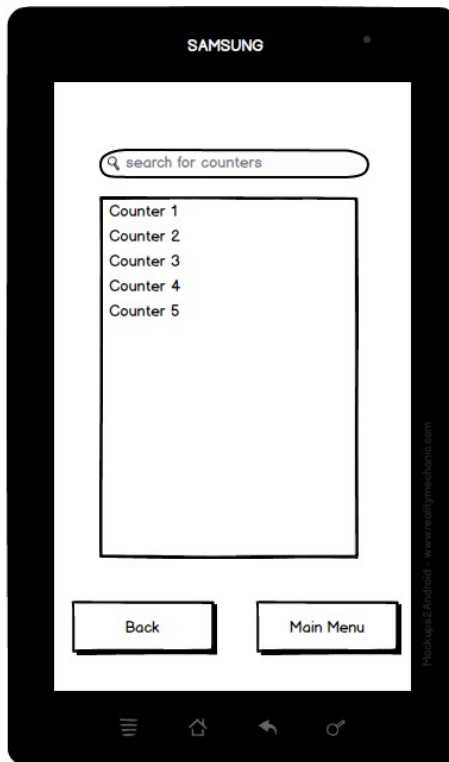 SAMSUNG
search for counters
Counter 1
Counter 2
Counter 3
Counter 4
Counter 5
Back
Main Menu
Mockups2Android - www.realitymechanic.com